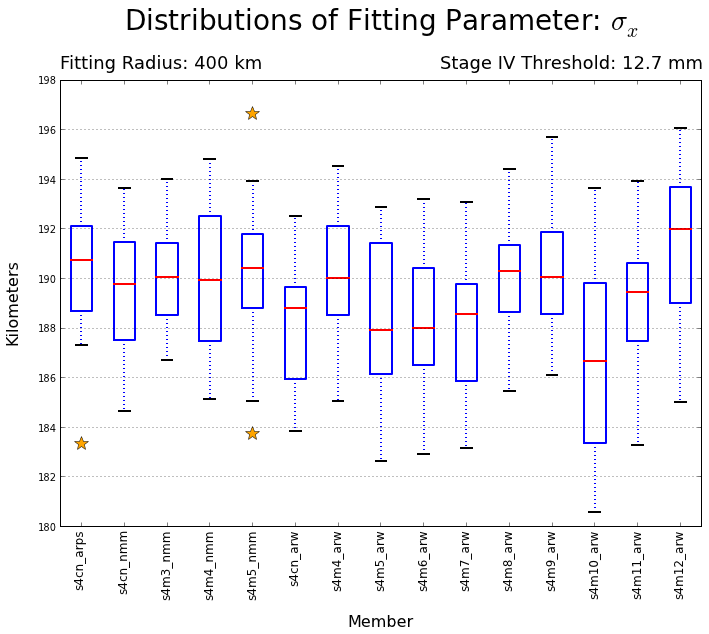 Distributions of Fitting Parameter: σₓ
Fitting Radius: 400 km
Stage IV Threshold: 12.7 mm
198
196
194
192
190
188
186
184
182
180
Kilometers
s4cn_arps
s4cn_nmm
s4m3_nmm
s4m4_nmm
s4m5_nmm
s4cn_arw
s4m4_arw
s4m5_arw
s4m6_arw
s4m7_arw
s4m8_arw
s4m9_arw
s4m10_arw
s4m11_arw
s4m12_arw
Member